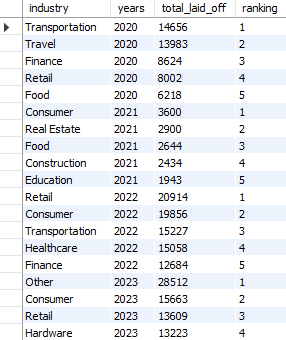 industry years total_laid_off ranking
Transportation 2020 14656 1
Travel 2020 13983 2
Finance 2020 8624 3
Retail 2020 8002 4
Food 2020 6218 5
Consumer 2021 3600 1
Real Estate 2021 2900 2
Food 2021 2644 3
Construction 2021 2434 4
Education 2021 1943 5
Retail 2022 20914 1
Consumer 2022 19856 2
Transportation 2022 15227 3
Healthcare 2022 15058 4
Finance 2022 12684 5
Other 2023 28512 1
Consumer 2023 15663 2
Retail 2023 13609 3
Hardware 2023 13223 4